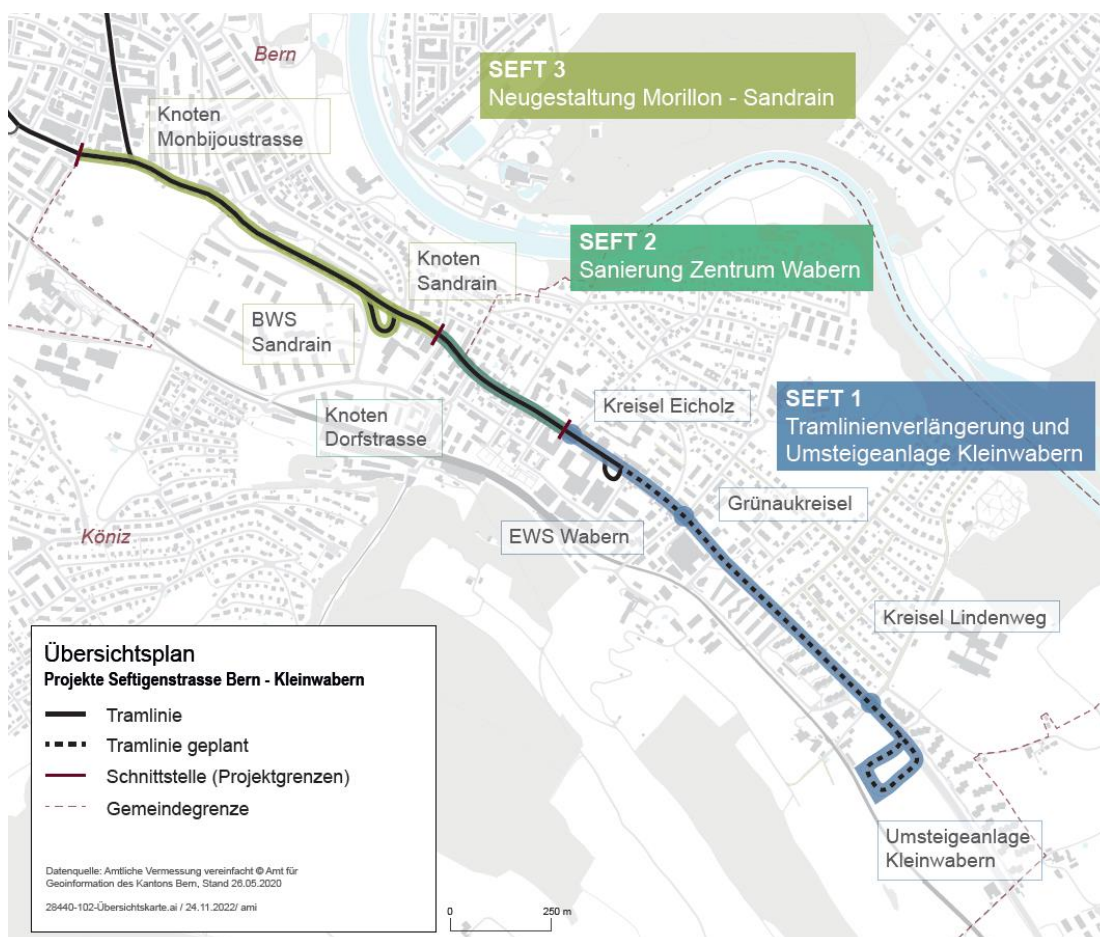 Bern
SEFT 3
Neugestaltung Morillon - Sandrain
Knoten
Monbijoustrasse
SEFT 2
Sanierung Zentrum Wabern
Knoten
Sandrain
BWS
Sandrain
SEFT 1
Tramlinienverlängerung und
Umsteigeanlage Kleinwabern
Kreisel Eicholz
Knoten
Dorfstrasse
Grünaukreisel
EWS Wabern
Köniz
Kreisel Lindenweg
Umsteigeanlage
Kleinwabern
Übersichtsplan
Projekte Seftigenstrasse Bern - Kleinwabern
Tramlinie
Tramlinie geplant
Schnittstelle (Projektgrenzen)
Gemeindegrenze
Datenquelle: Amtliche Vermessung vereinfacht © Amt für
Geoinformation des Kantons Bern, Stand 26.05.2020
28440-102-Übersichtskarte.ai / 24.11.2022/ ami
0 250 m